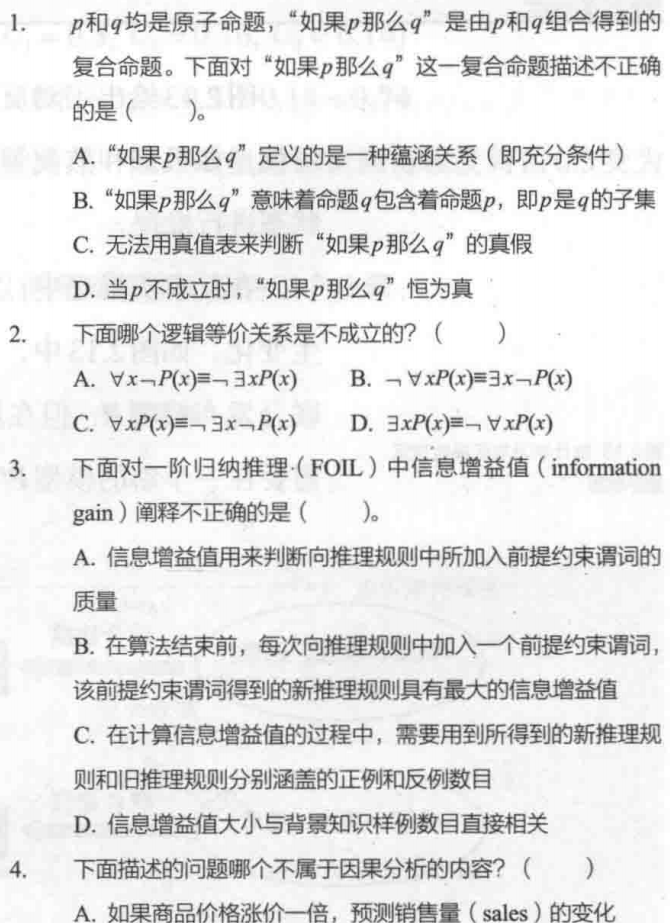 1. p和q均是原子命题，“如果p那么q”是由p和q组合得到的
复合命题。下面对“如果p那么q”这一复合命题描述不正确
的是（　　）。
A. “如果p那么q”定义的是一种蕴涵关系（即充分条件）
B. “如果p那么q”意味着命题q包含着命题p，即p是q的子集
C. 无法用真值表来判断“如果p那么q”的真假
D. 当p不成立时，“如果p那么q”恒为真
2. 下面哪个逻辑等价关系是不成立的？（　　）
A. ∀x¬P(x)≡¬∃xP(x)　　B. ¬∀xP(x)≡∃x¬P(x)
C. ∀xP(x)≡¬∃x¬P(x)　　D. ∃xP(x)≡¬∀xP(x)
3. 下面对一阶归纳推理（FOIL）中信息增益值（information
gain）阐释不正确的是（　　）。
A. 信息增益值用来判断向推理规则中所加入前提约束谓词的
质量
B. 在算法结束前，每次向推理规则中加入一个前提约束谓词，
该前提约束谓词得到的新推理规则具有最大的信息增益值
C. 在计算信息增益值的过程中，需要用到所得到的新推理规
则和旧推理规则分别涵盖的正例和反例数目
D. 信息增益值大小与背景知识样例数目直接相关
4. 下面描述的问题哪个不属于因果分析的内容？（　　）
A. 如果商品价格涨价一倍，预测销售量（sales）的变化